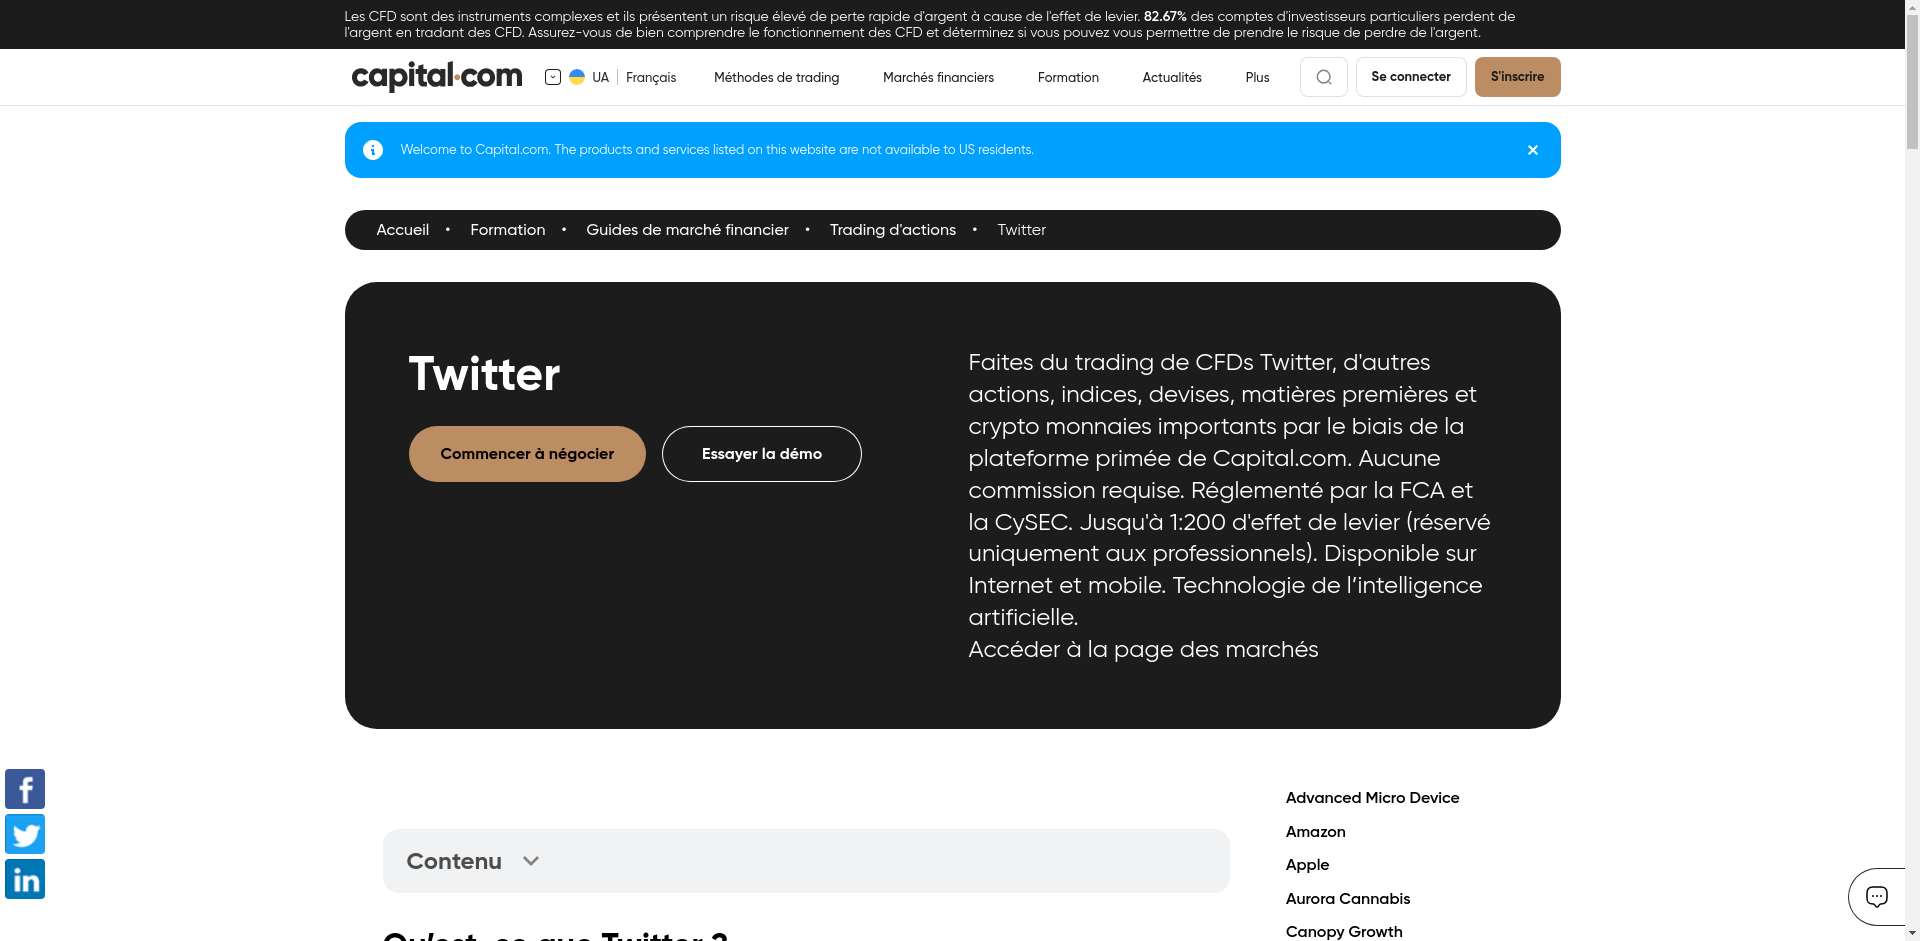 Les CFD sont des instruments complexes et ils présentent un risque élevé de perte rapide d'argent à cause de l'effet de levier. 82.67% des comptes d'investisseurs particuliers perdent de
l'argent en tradant des CFD. Assurez-vous de bien comprendre le fonctionnement des CFD et déterminez si vous pouvez vous permettre de prendre le risque de perdre de l'argent.
capital.com UA Français Méthodes de trading Marchés financiers Formation Actualités Plus Se connecter S'inscrire
Welcome to Capital.com. The products and services listed on this website are not available to US residents.
Accueil • Formation • Guides de marché financier • Trading d'actions • Twitter
Twitter
Commencer à négocier Essayer la démo
Faites du trading de CFDs Twitter, d'autres
actions, indices, devises, matières premières et
crypto monnaies importants par le biais de la
plateforme primée de Capital.com. Aucune
commission requise. Réglementé par la FCA et
la CySEC. Jusqu'à 1:200 d'effet de levier (réservé
uniquement aux professionnels). Disponible sur
Internet et mobile. Technologie de l’intelligence
artificielle.
Accéder à la page des marchés
Contenu
Qu’est-ce que Twitter ?
Advanced Micro Device
Amazon
Apple
Aurora Cannabis
Canopy Growth